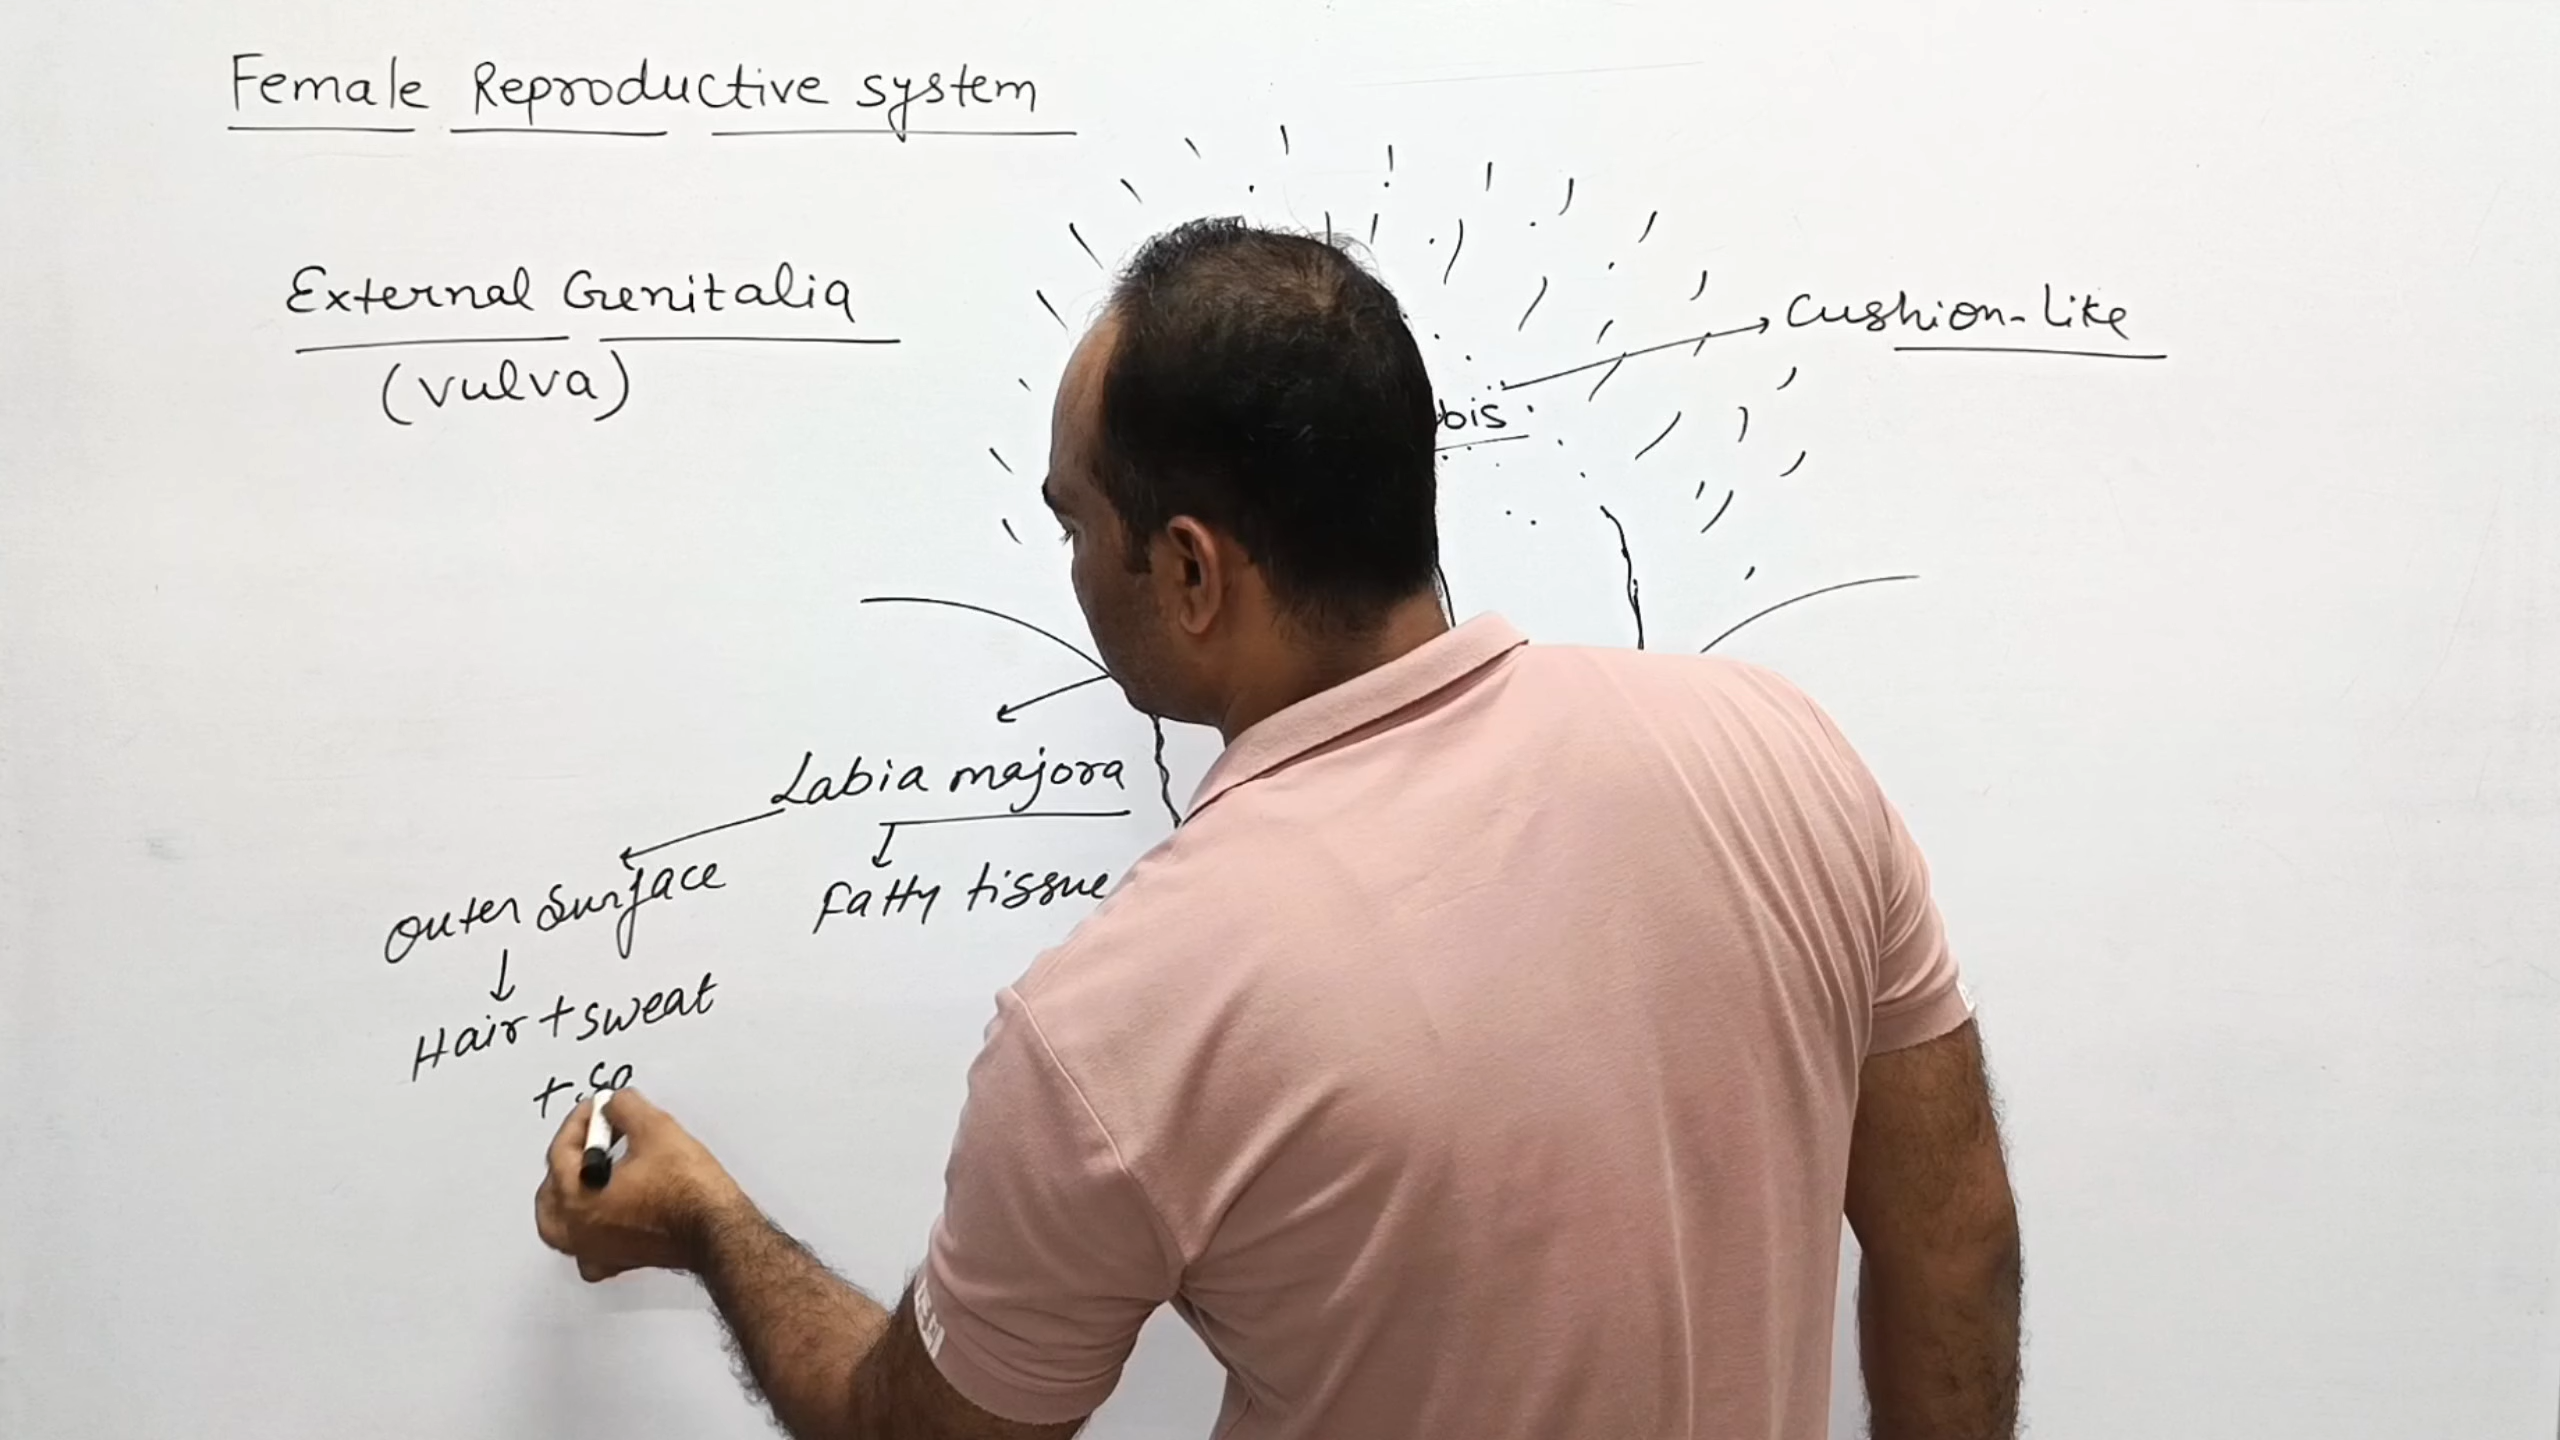 Female Reproductive system
External Genitalia
(vulva)
Cushion-Like
bis
Labia majora
Outer Surface
Fatty tissue
Hair + sweat
+